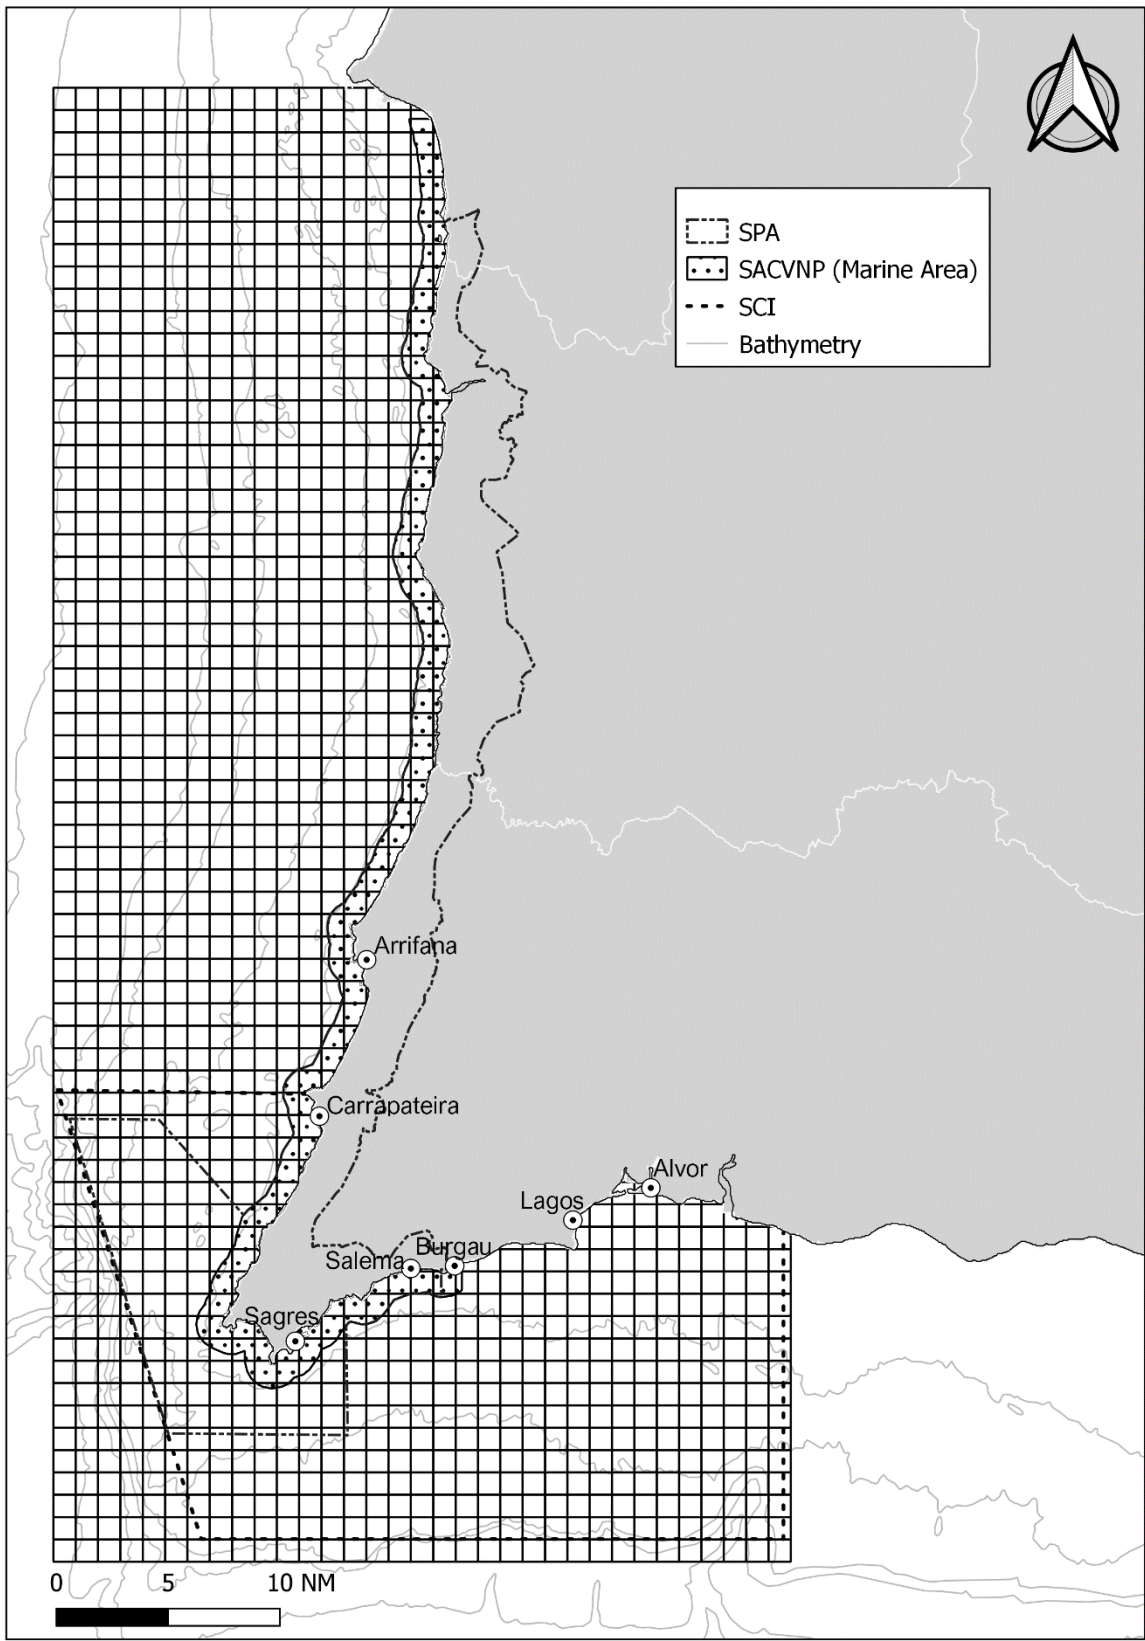 SPA
SACVNP (Marine Area)
SCI
Bathymetry
Arrifana
Carrapateira
Alvor
Lagos
Burgau
Salema
Sagres
0 5 10 NM